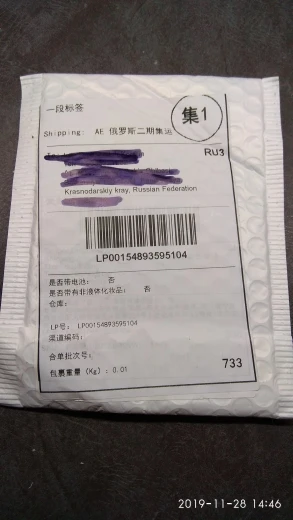 一段标签
集1
Shipping: AE 俄罗斯二期集运
RU3
Krasnodarskiy kray, Russian Federation
LP00154893595104
是否带电池: 否
是否带有非液体化妆品: 否
仓库:
LP号: LP00154893595104
渠道编码:
合单批次号:
包裹重量 (Kg): 0.01
733
2019-11-28 14:46